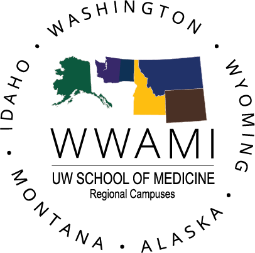 WASHINGTON • WYOMING • ALASKA • MONTANA • IDAHO •
WWAMI
UW SCHOOL OF MEDICINE
Regional Campuses